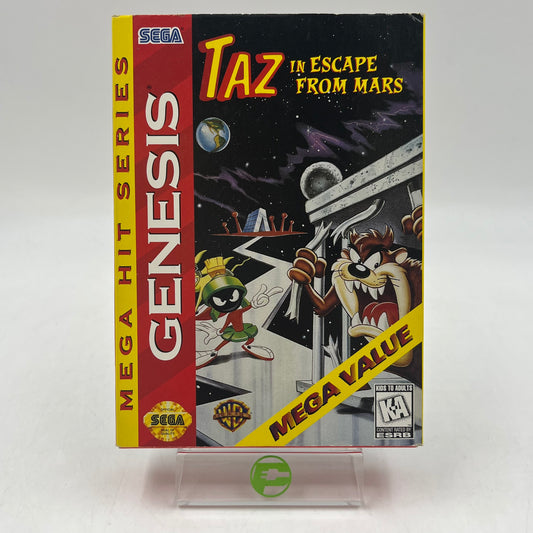 MEGA HIT SERIES
SEGA
GENESIS
TAZ IN ESCAPE
FROM MARS
MEGA VALUE
SEGA
WB
KIDS TO ADULTS
K-A
CONTENT RATED BY
ESRB